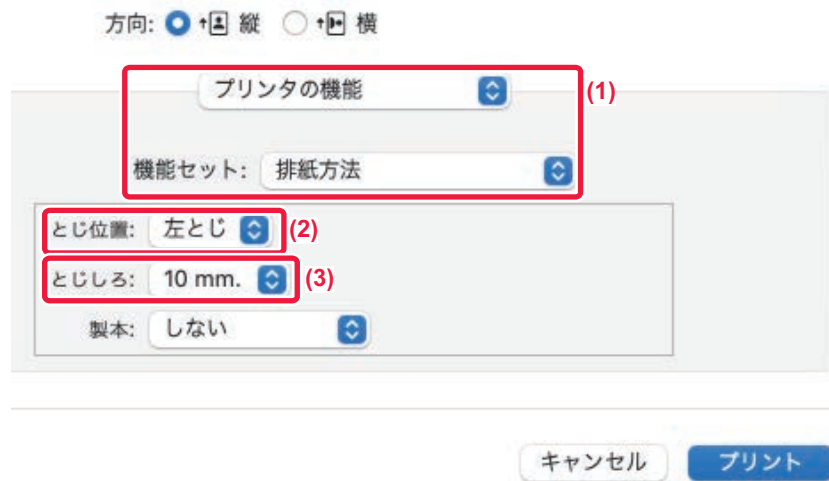 方向: 縦 横
プリンタの機能 (1)
機能セット: 排紙方法
とじ位置: 左とじ (2)
とじしろ: 10 mm. (3)
製本: しない
キャンセル プリント